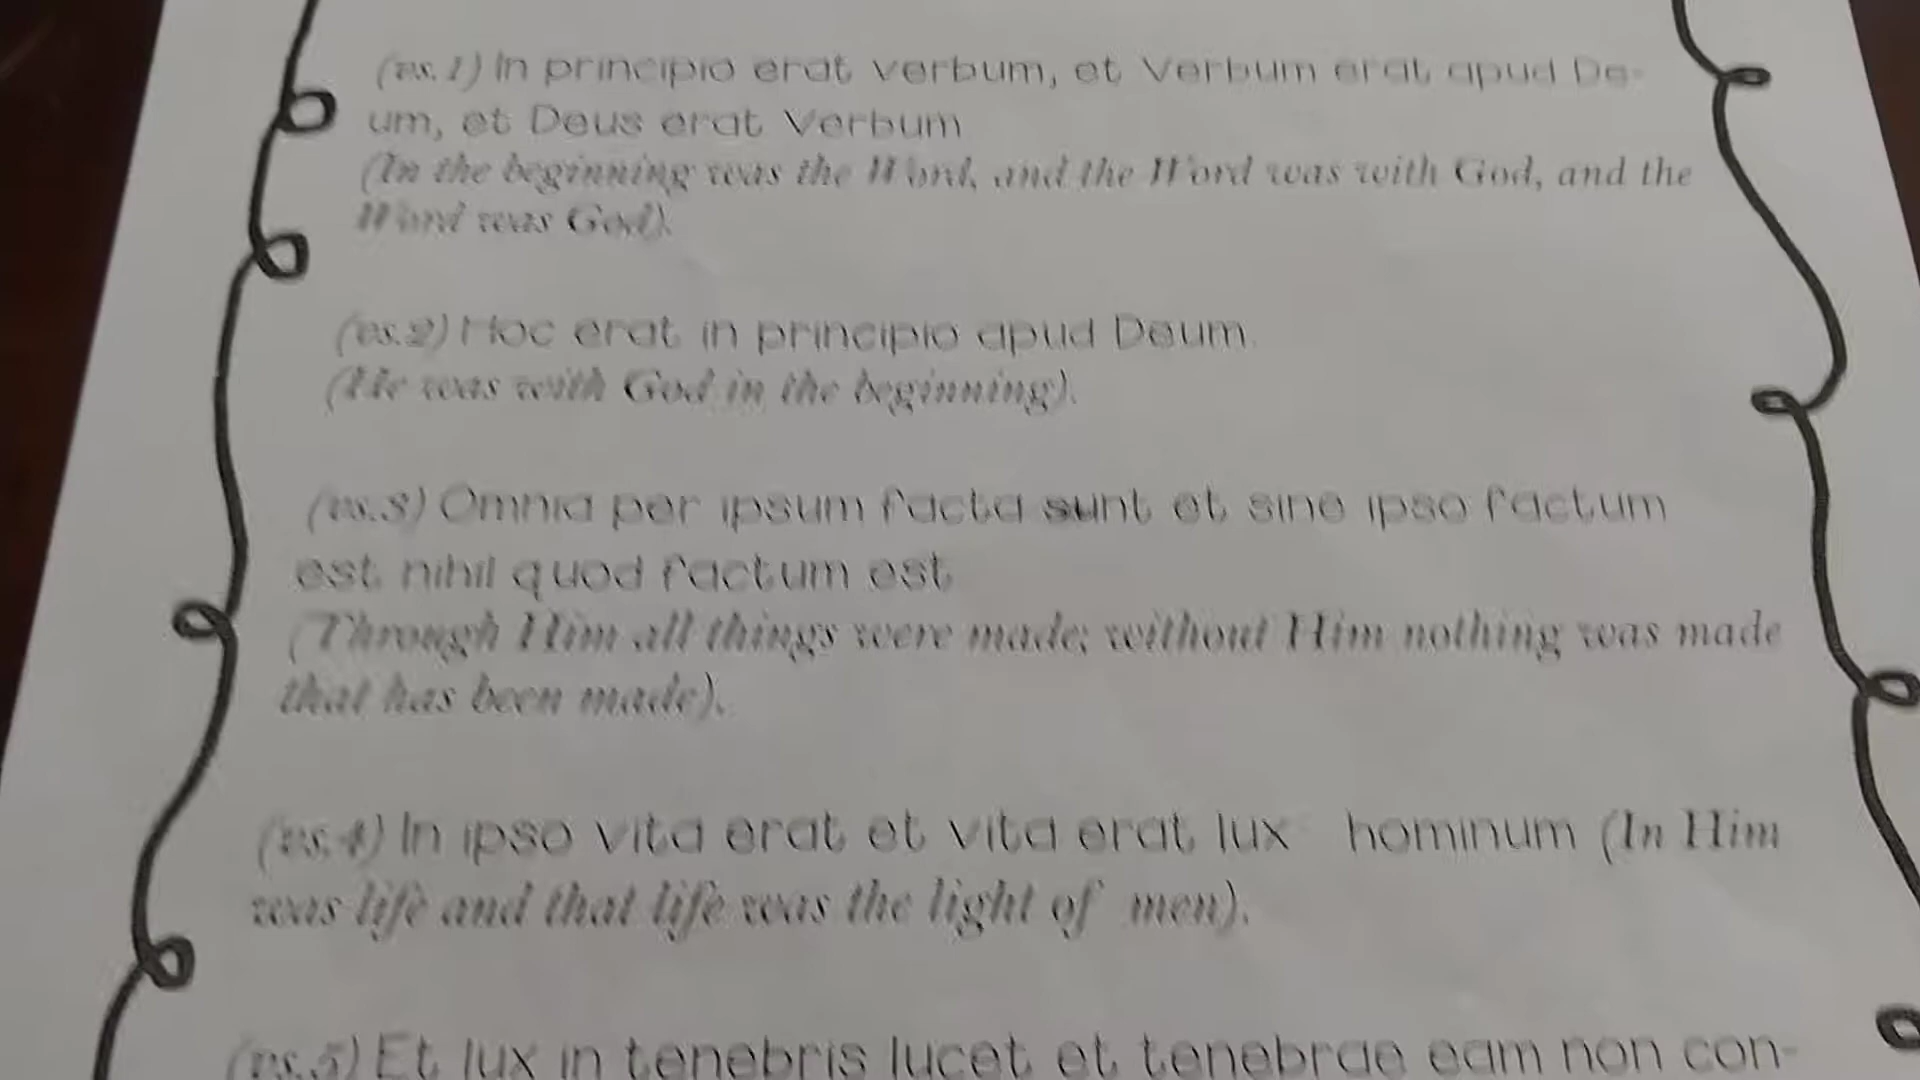 (vs.1) In principio erat verbum, et Verbum erat apud De-
um, et Deus erat Verbum
(In the beginning was the Word, and the Word was with God, and the
Word was God).
(vs.2) Hoc erat in principio apud Deum.
(He was with God in the beginning).
(vs.3) Omnia per ipsum facta sunt et sine ipso factum
est nihil quod factum est
(Through Him all things were made; without Him nothing was made
that has been made).
(vs.4) In ipso vita erat et vita erat lux hominum (In Him
was life and that life was the light of men).
(vs.5) Et lux in tenebris lucet et tenebrae eam non con-